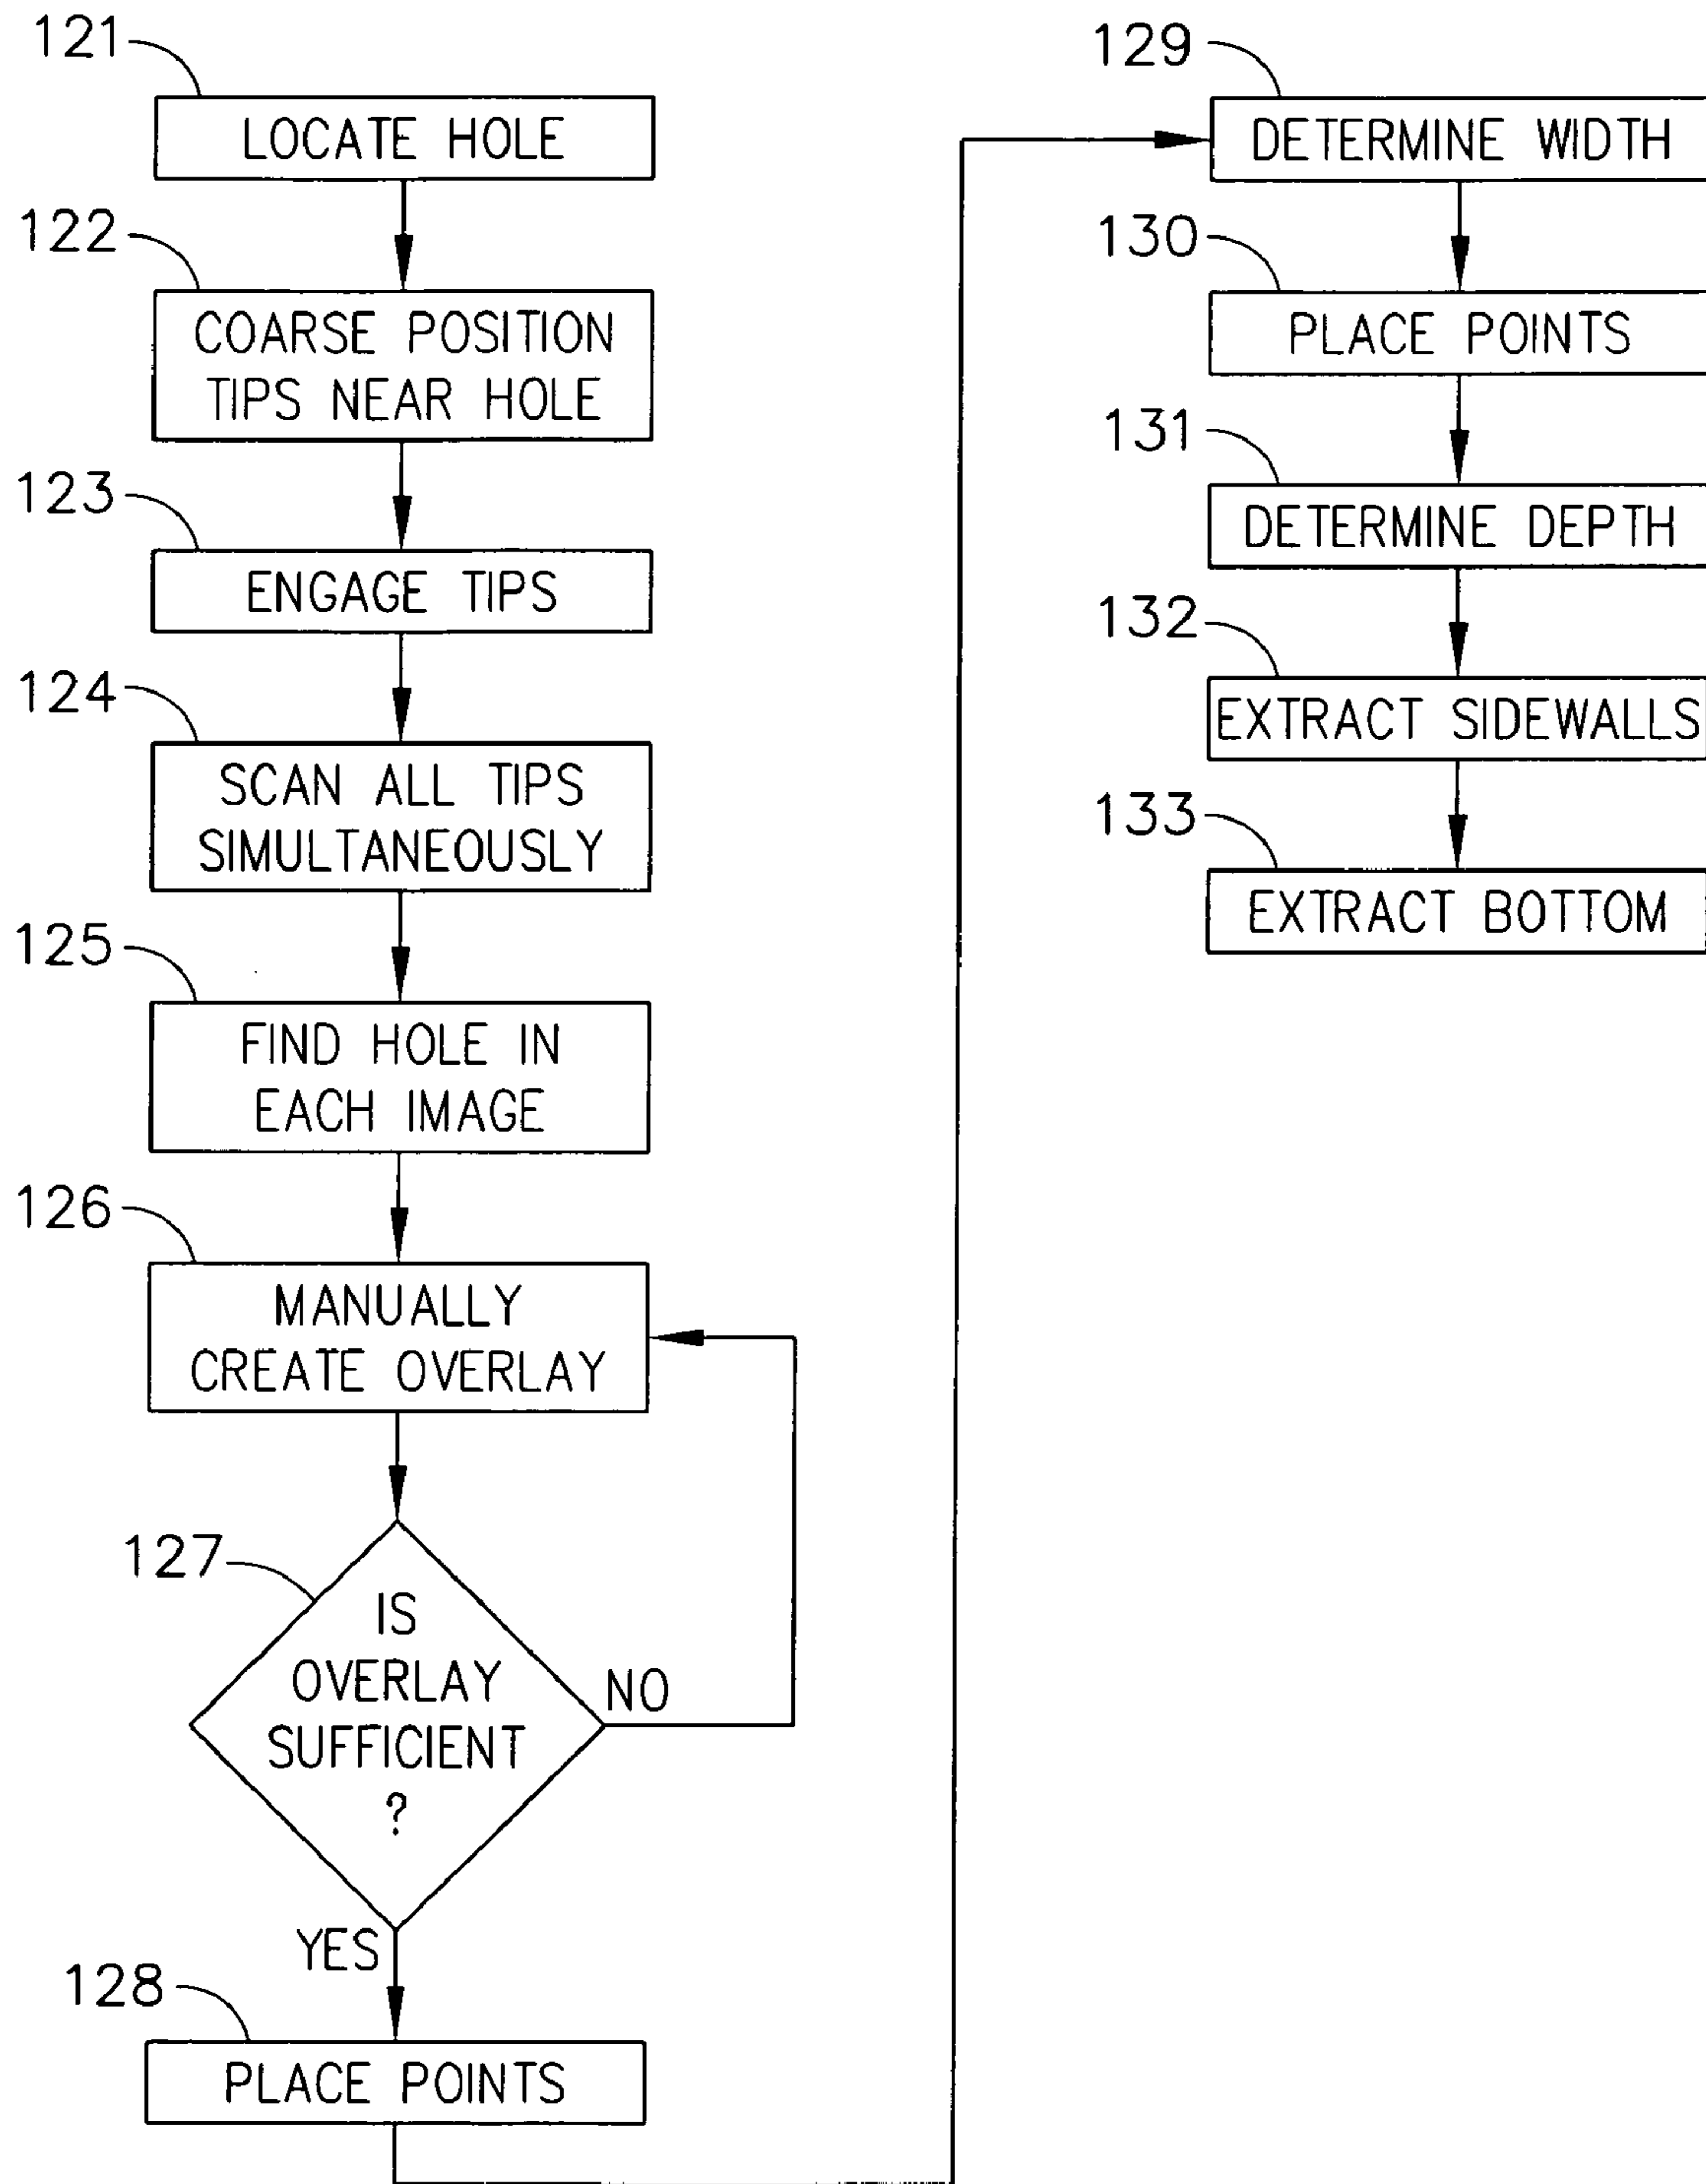 121
LOCATE HOLE
122
COARSE POSITION
TIPS NEAR HOLE
123
ENGAGE TIPS
124
SCAN ALL TIPS
SIMULTANEOUSLY
125
FIND HOLE IN
EACH IMAGE
126
MANUALLY
CREATE OVERLAY
127
IS
OVERLAY
SUFFICIENT
?
NO
YES
128
PLACE POINTS
129
DETERMINE WIDTH
130
PLACE POINTS
131
DETERMINE DEPTH
132
EXTRACT SIDEWALLS
133
EXTRACT BOTTOM